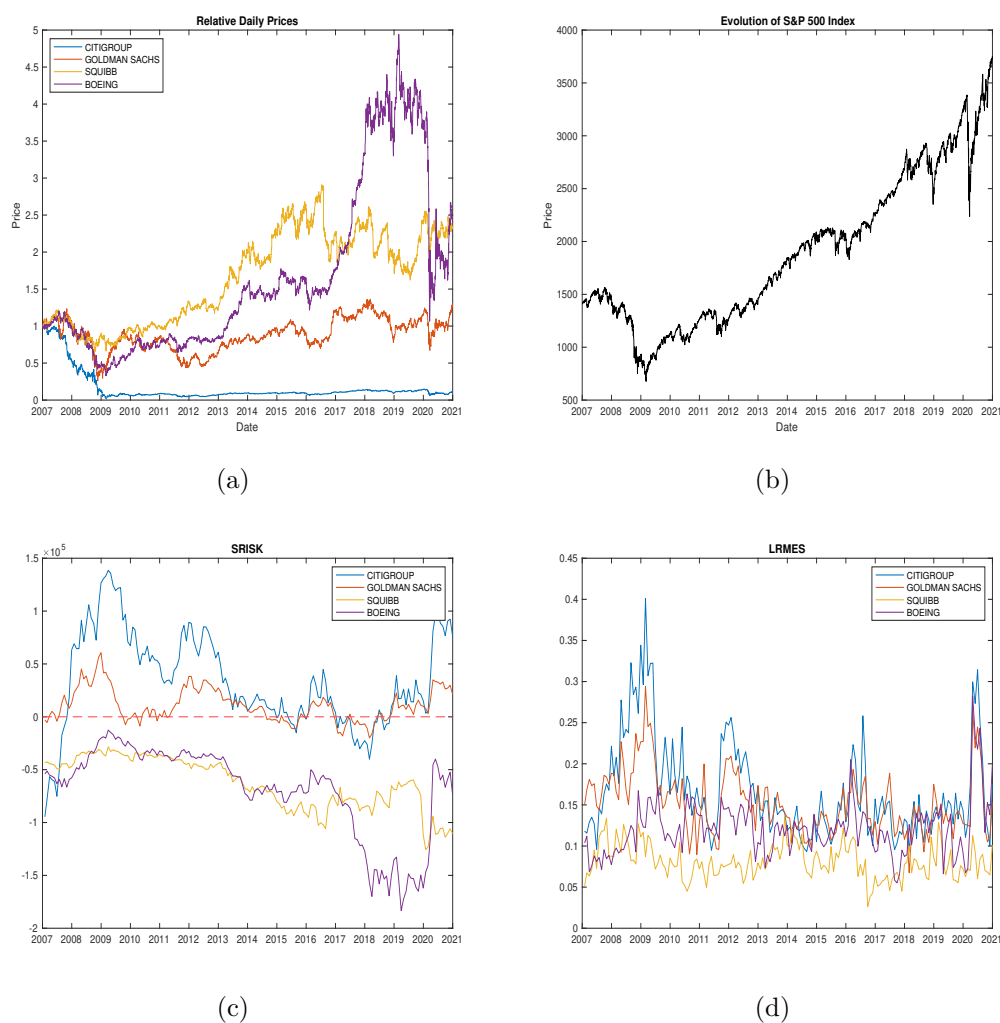 Relative Daily Prices
CITIGROUP
GOLDMAN SACHS
SQUIBB
BOEING
5
4.5
4
3.5
3
2.5
2
1.5
1
0.5
0
Price
2007 2008 2009 2010 2011 2012 2013 2014 2015 2016 2017 2018 2019 2020 2021
Date
(a)
Evolution of S&P 500 Index
4000
3500
3000
2500
2000
1500
1000
500
Price
2007 2008 2009 2010 2011 2012 2013 2014 2015 2016 2017 2018 2019 2020 2021
Date
(b)
SRISK
×10⁵
CITIGROUP
GOLDMAN SACHS
SQUIBB
BOEING
1.5
1
0.5
0
-0.5
-1
-1.5
-2
2007 2008 2009 2010 2011 2012 2013 2014 2015 2016 2017 2018 2019 2020 2021
(c)
LRMES
CITIGROUP
GOLDMAN SACHS
SQUIBB
BOEING
0.45
0.4
0.35
0.3
0.25
0.2
0.15
0.1
0.05
0
2007 2008 2009 2010 2011 2012 2013 2014 2015 2016 2017 2018 2019 2020 2021
(d)